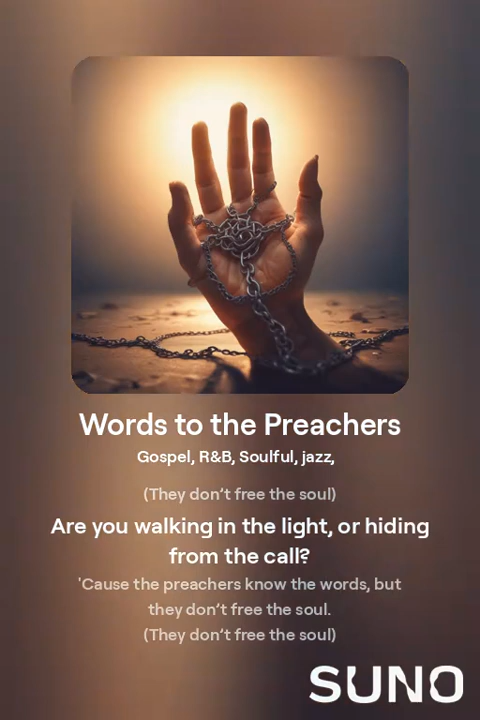 Words to the Preachers
Gospel, R&B, Soulful, jazz,
(They don't free the soul)
Are you walking in the light, or hiding
from the call?
'Cause the preachers know the words, but
they don't free the soul.
(They don't free the soul)
SUNO